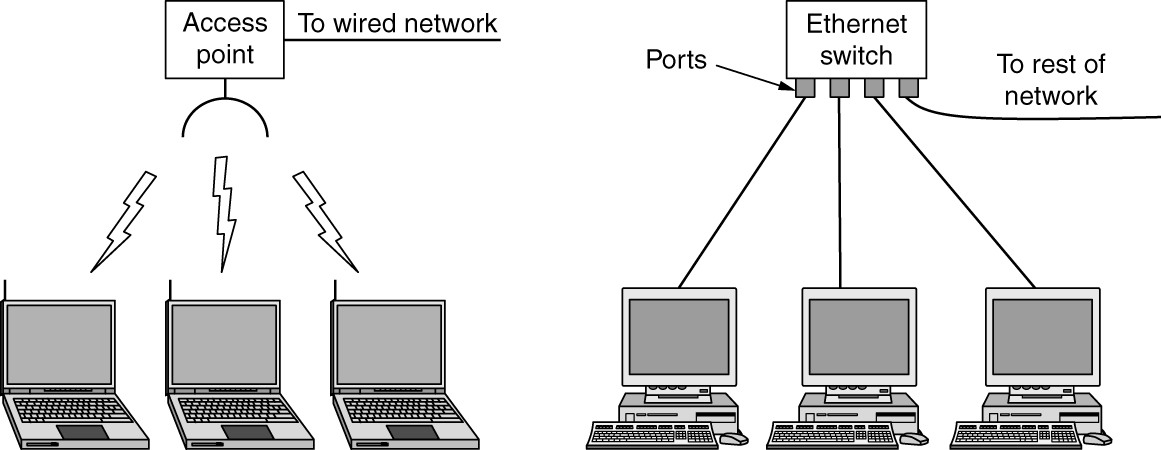 Access
point
To wired network
Ethernet
switch
Ports
To rest of
network